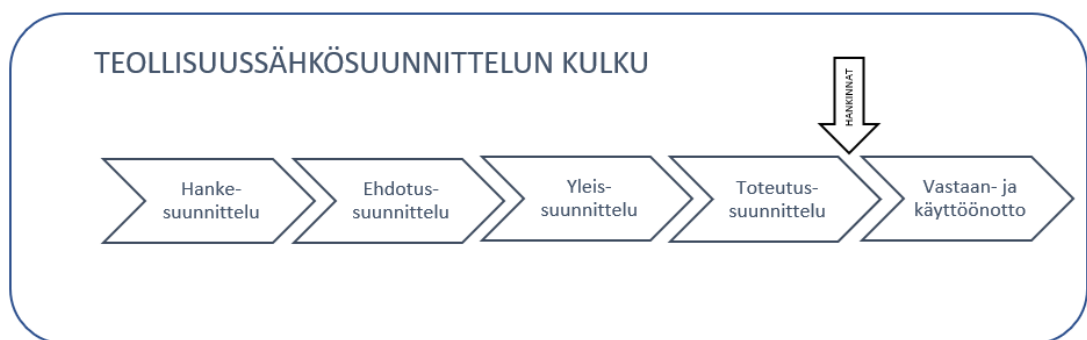 TEOLLISUUSSÄHKÖSUUNNITTELUN KULKU
HANKINNAT
Hanke-
suunnittelu
Ehdotus-
suunnittelu
Yleis-
suunnittelu
Toteutus-
suunnittelu
Vastaan- ja
käyttöönotto